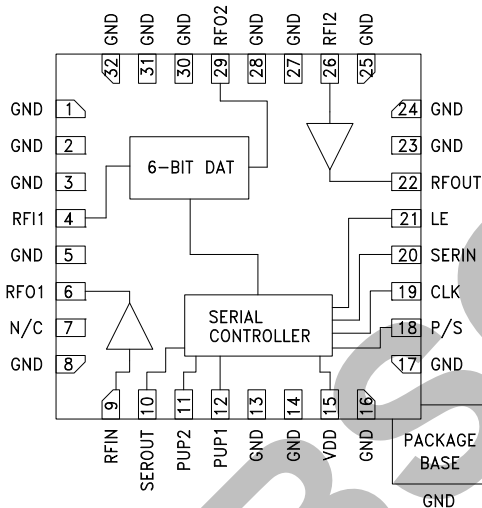 GND
GND
GND
RFO2
GND
GND
RFI2
GND
32
31
30
29
28
27
26
25
GND 1
GND 2
GND 3
RFI1 4
GND 5
RFO1 6
N/C 7
GND 8
24 GND
23 GND
22 RFOUT
21 LE
20 SERIN
19 CLK
18 P/S
17 GND
6-BIT DAT
SERIAL
CONTROLLER
9
10
11
12
13
14
15
16
RFIN
SEROUT
PUP2
PUP1
GND
GND
VDD
GND
PACKAGE
BASE
GND